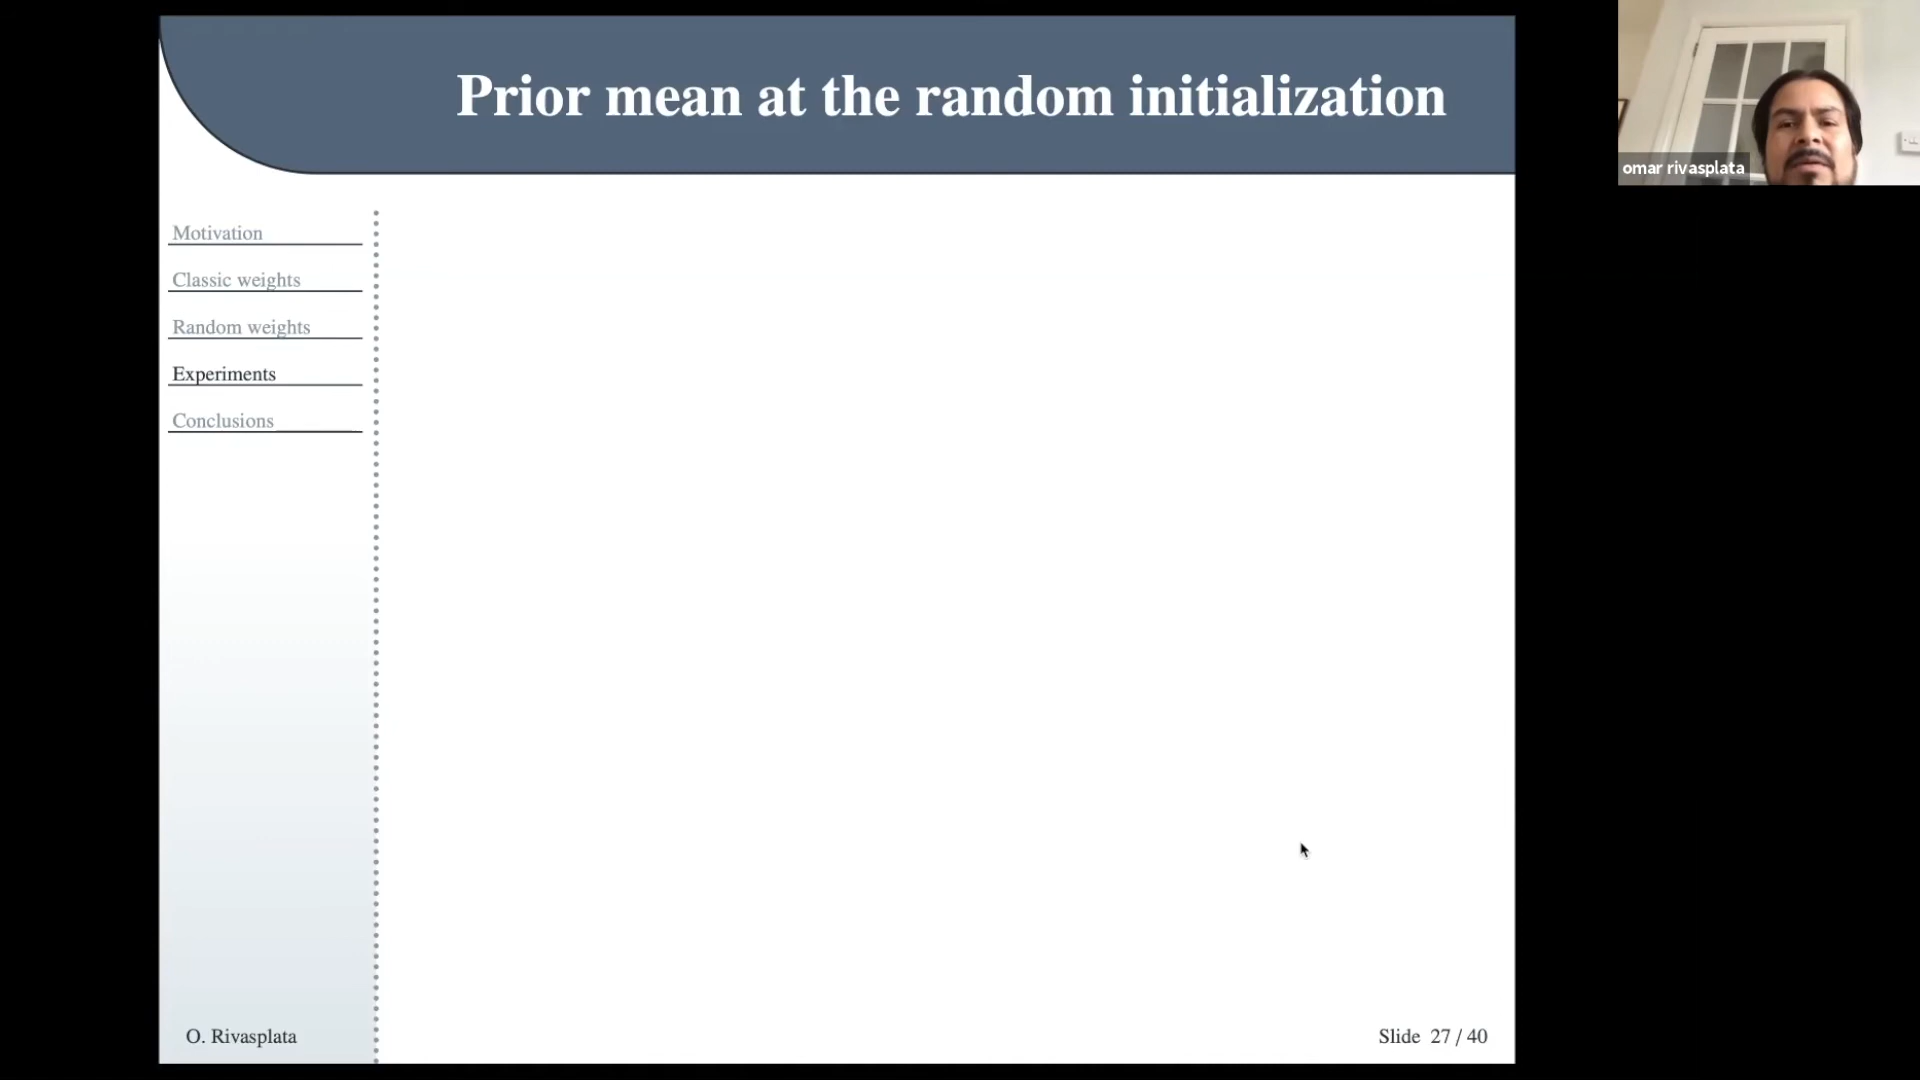 Prior mean at the random initialization
omar rivasplata
Motivation
Classic weights
Random weights
Experiments
Conclusions
O. Rivasplata
Slide 27 / 40